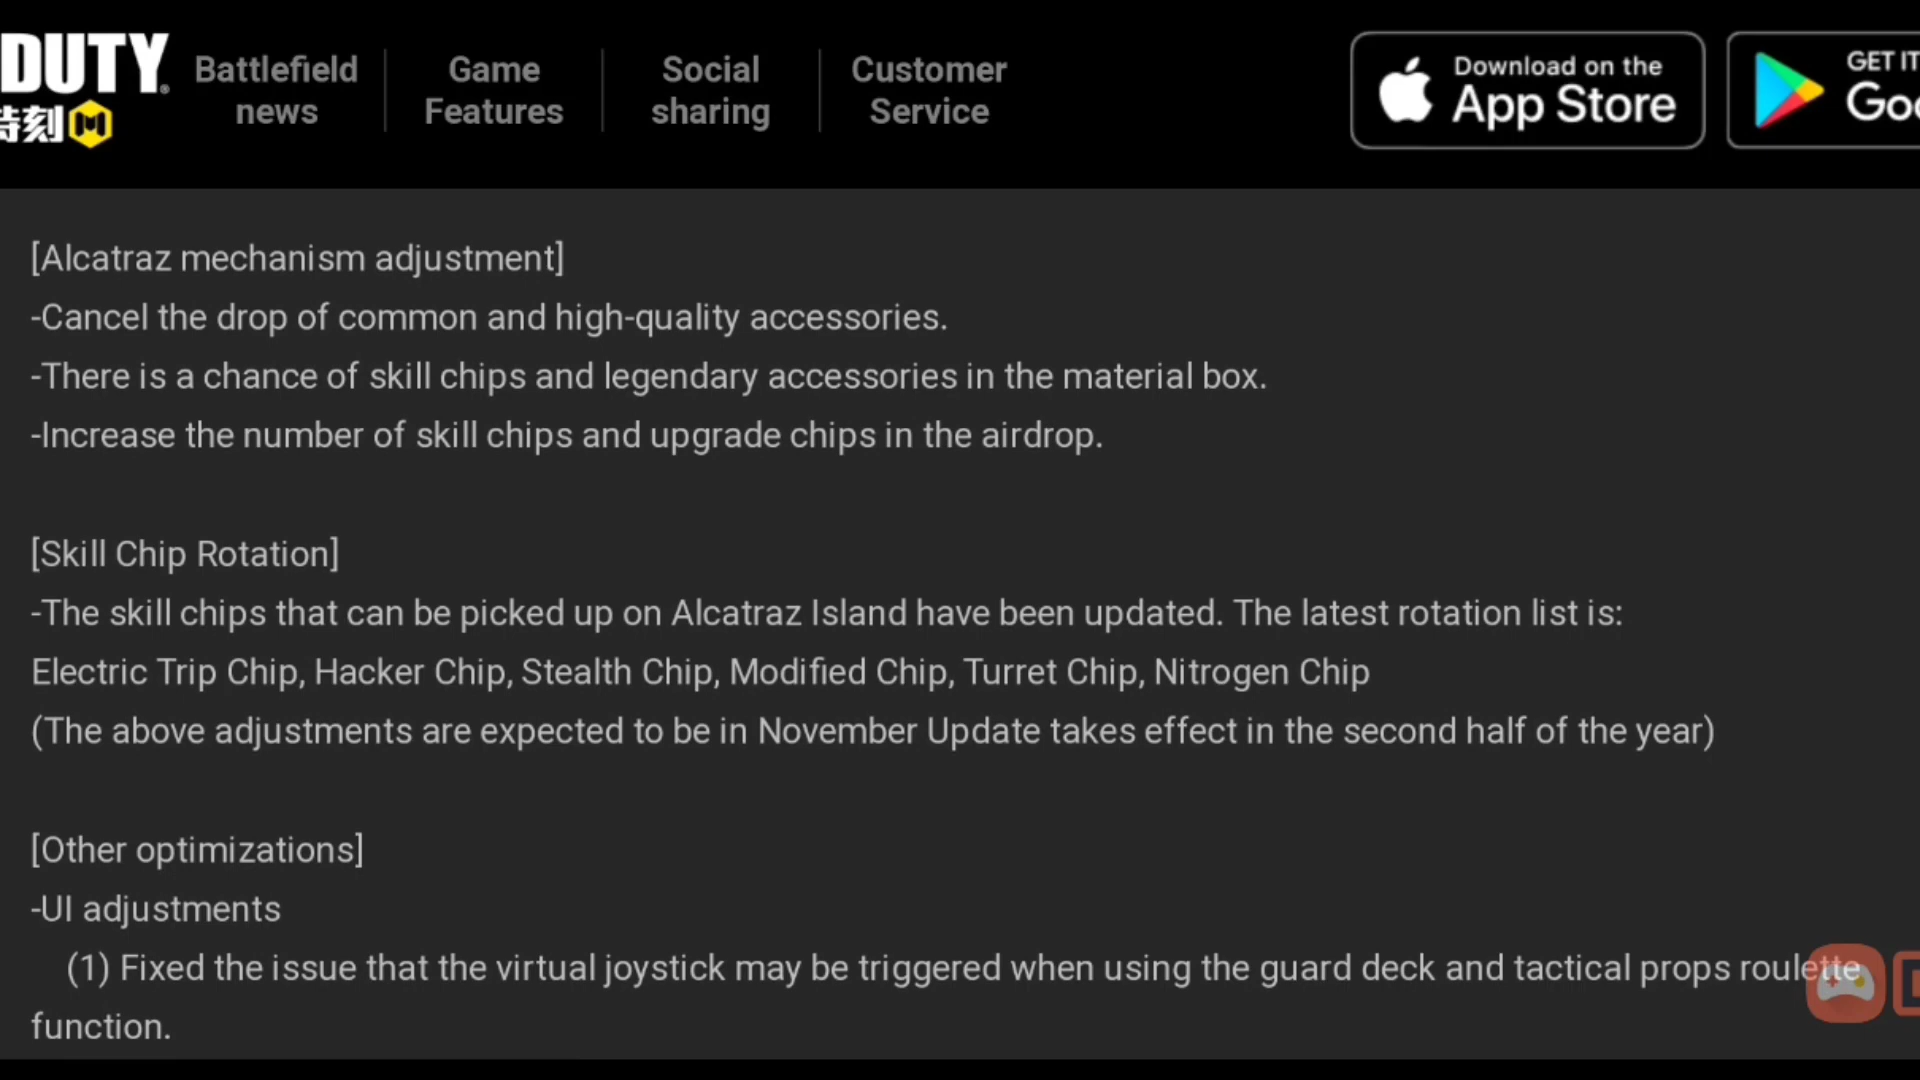 DUTY
Battlefield Game Social Customer
news Features sharing Service
Download on the GET IT
App Store
時刻
[Alcatraz mechanism adjustment]
-Cancel the drop of common and high-quality accessories.
-There is a chance of skill chips and legendary accessories in the material box.
-Increase the number of skill chips and upgrade chips in the airdrop.
[Skill Chip Rotation]
-The skill chips that can be picked up on Alcatraz Island have been updated. The latest rotation list is:
Electric Trip Chip, Hacker Chip, Stealth Chip, Modified Chip, Turret Chip, Nitrogen Chip
(The above adjustments are expected to be in November Update takes effect in the second half of the year)
[Other optimizations]
-UI adjustments
(1) Fixed the issue that the virtual joystick may be triggered when using the guard deck and tactical props roulette
function.